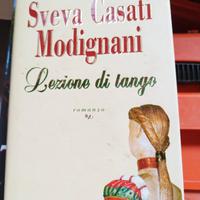 Sveva Casati
Modignani
Lezione di tango
romanzo